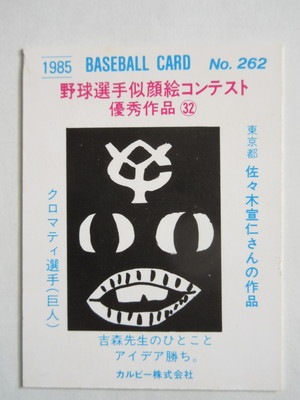 1985 BASEBALL CARD No. 262
野球選手似顔絵コンテスト
優秀作品㉜
東京都 佐々木宣仁さんの作品
クロマティ選手(巨人)
吉森先生のひとこと
アイデア勝ち。
カルビー株式会社